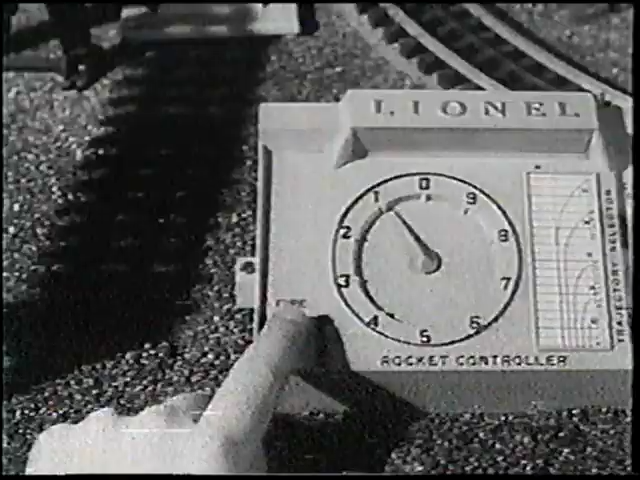 LIONEL
0
1 9
2 8
3 7
4 6
5
FIRE
ROCKET CONTROLLER
TRAJECTORY SELECTOR